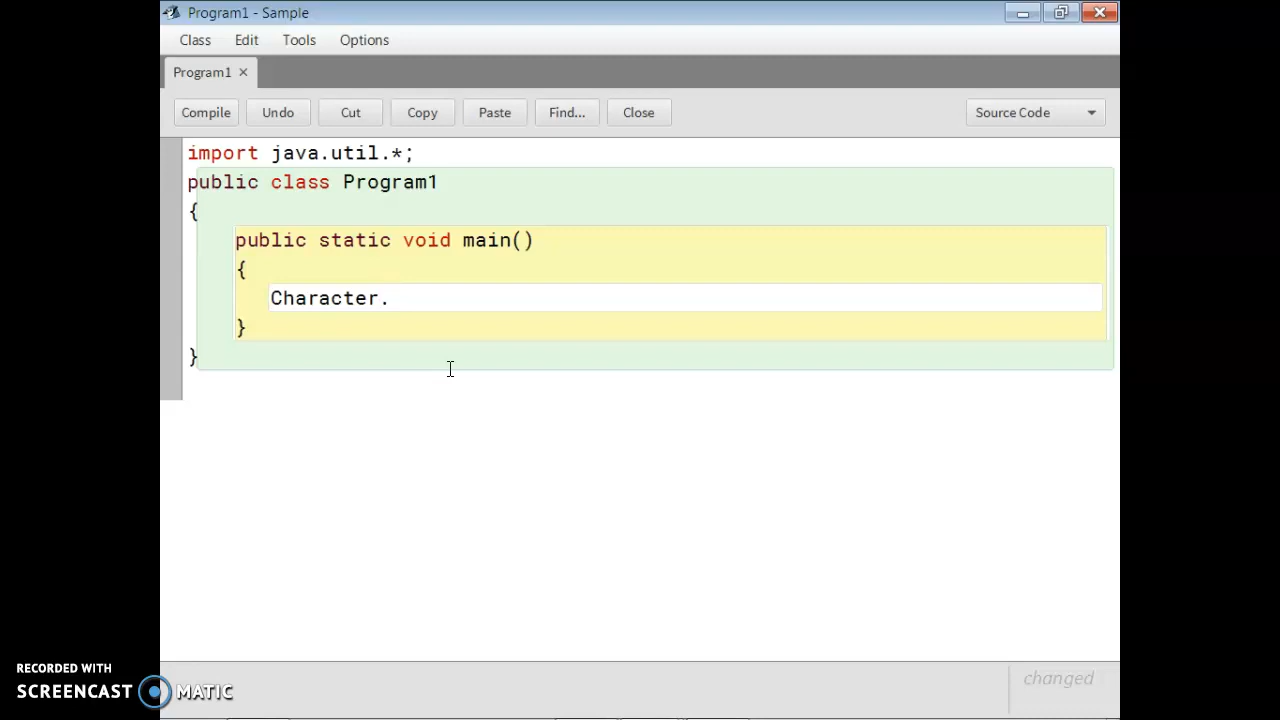 Program1 - Sample
Class Edit Tools Options
Program1 ×
Compile Undo Cut Copy Paste Find... Close Source Code
import java.util.*;
public class Program1
{
public static void main()
{
Character.
}
}
changed
RECORDED WITH
SCREENCAST MATIC